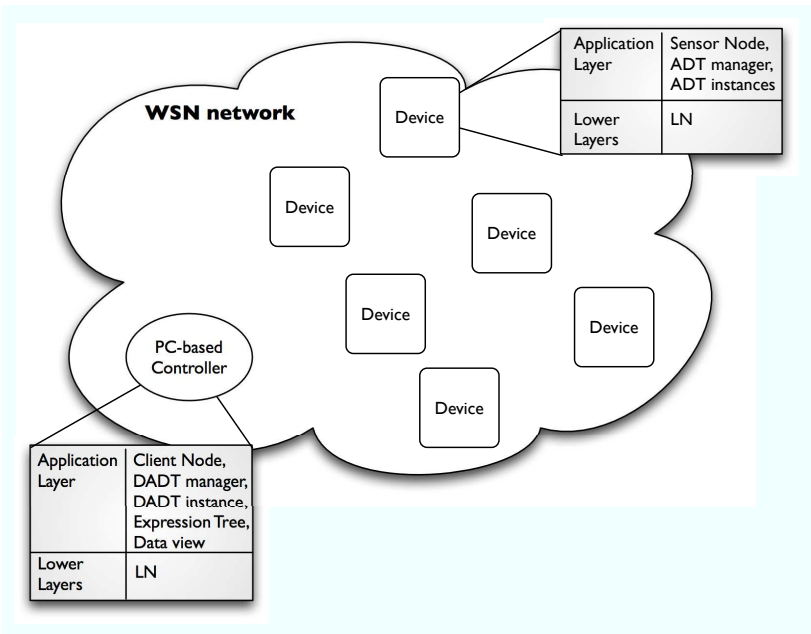 WSN network
Application
Layer
Sensor Node,
ADT manager,
ADT instances
Lower
Layers
LN
Device
Device
Device
Device
Device
Device
PC-based
Controller
Application
Layer
Client Node,
DADT manager,
DADT instance,
Expression Tree,
Data view
Lower
Layers
LN